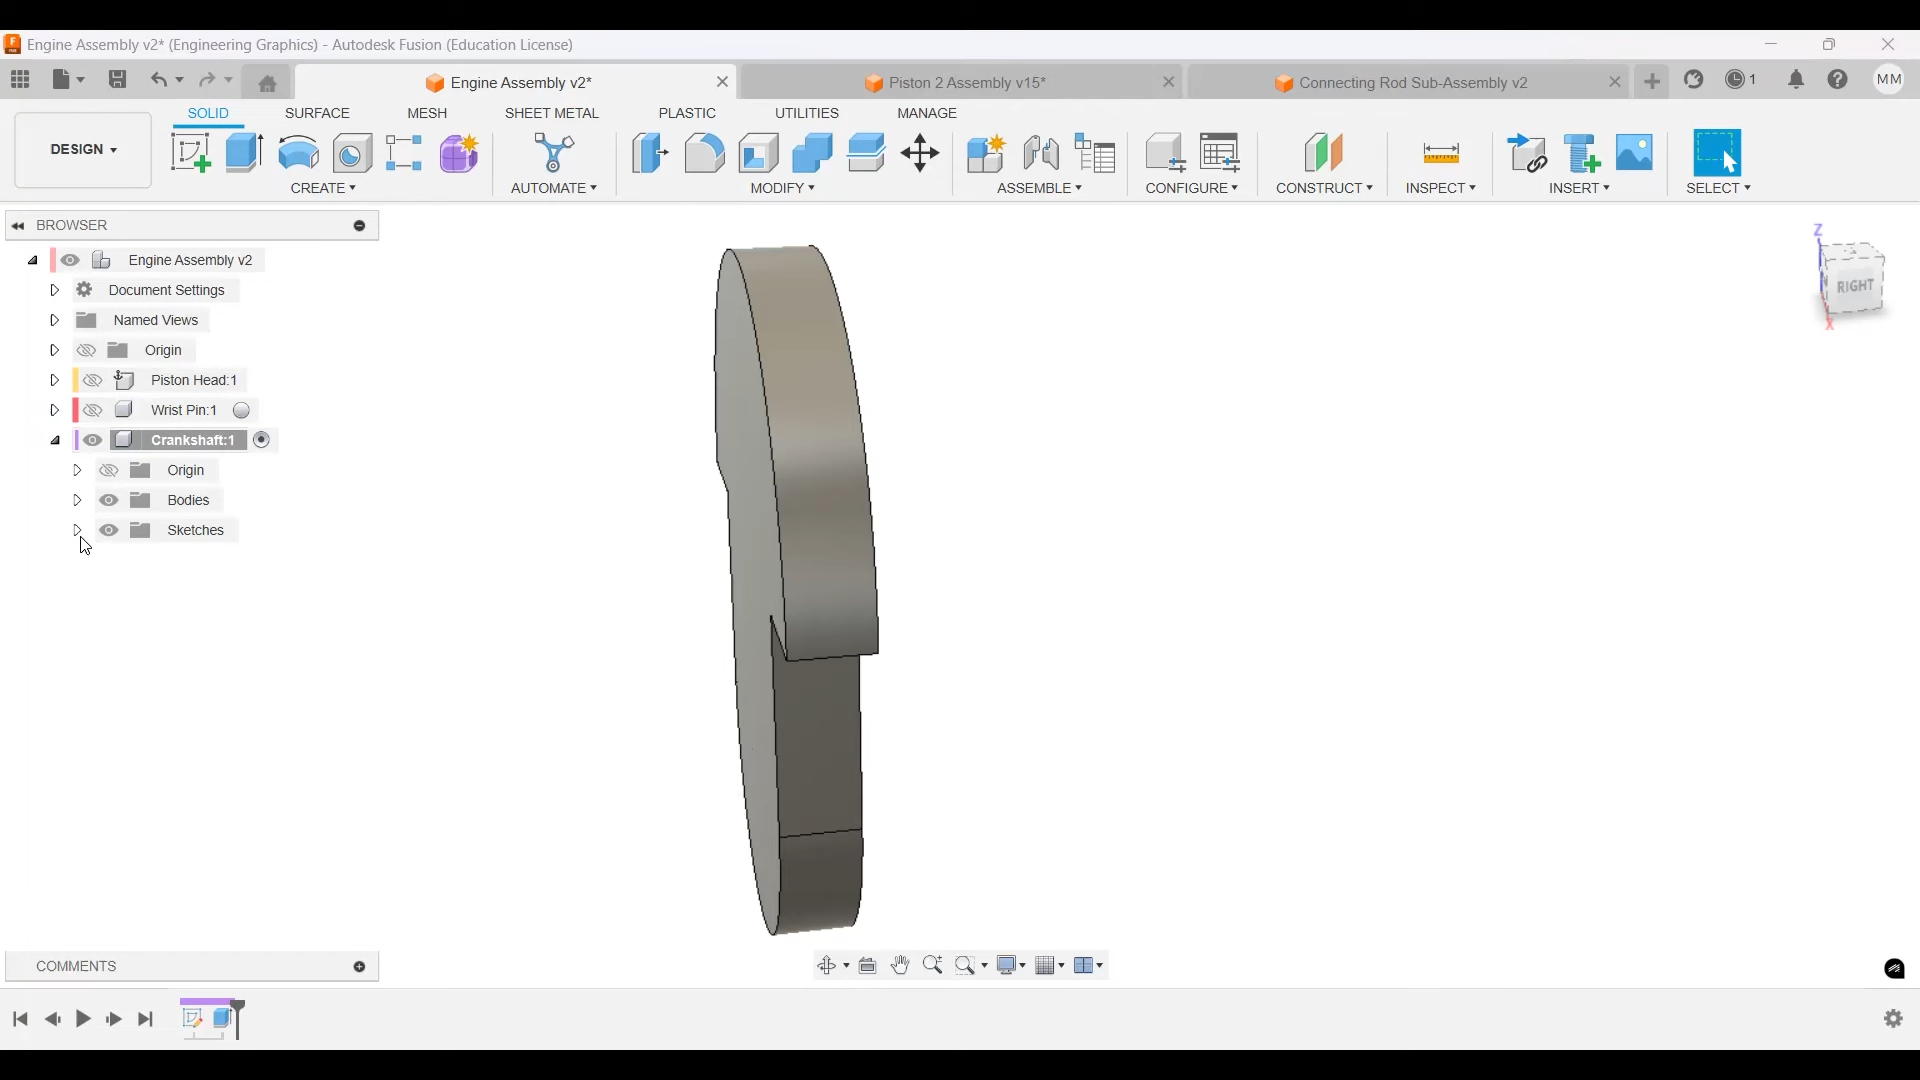 Engine Assembly v2* (Engineering Graphics) - Autodesk Fusion (Education License)
Engine Assembly v2*
Piston 2 Assembly v15*
Connecting Rod Sub-Assembly v2
1
MM
SOLID
SURFACE
MESH
SHEET METAL
PLASTIC
UTILITIES
MANAGE
DESIGN
CREATE
AUTOMATE
MODIFY
ASSEMBLE
CONFIGURE
CONSTRUCT
INSPECT
INSERT
SELECT
BROWSER
Engine Assembly v2
Document Settings
Named Views
Origin
Piston Head:1
Wrist Pin:1
Crankshaft:1
Origin
Bodies
Sketches
Z
RIGHT
X
COMMENTS